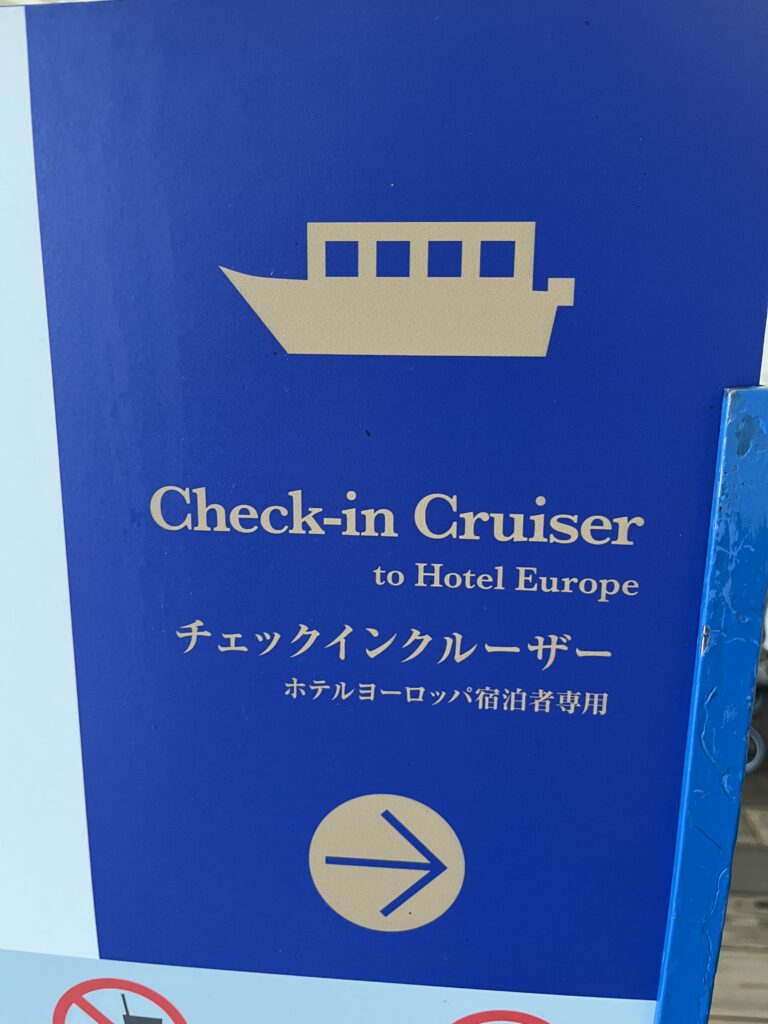 Check-in Cruiser
to Hotel Europe
チェックインクルーザー
ホテルヨーロッパ宿泊者専用